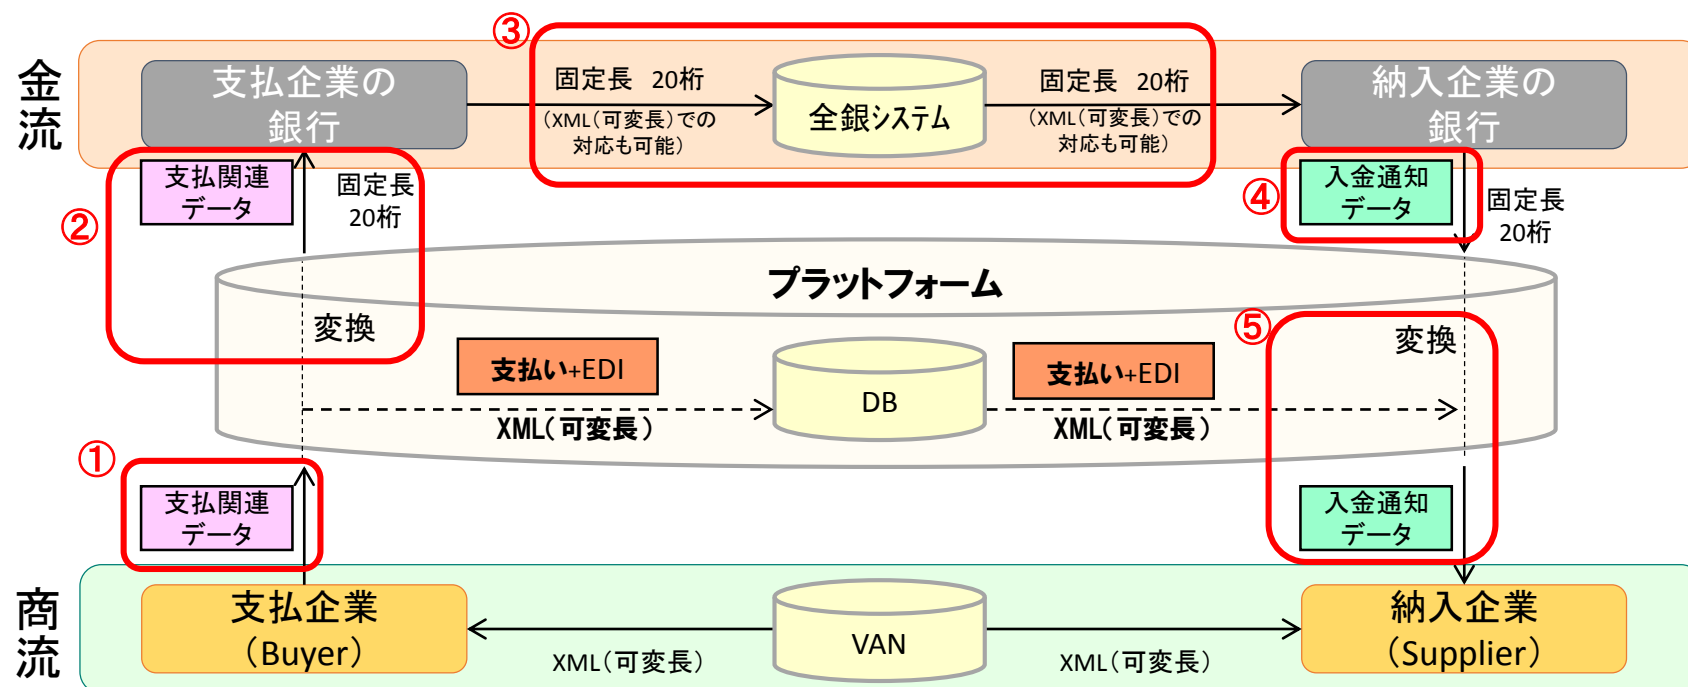 ③
金
流
支払企業の
銀行
固定長 20桁
(XML(可変長)での
対応も可能)
全銀システム
固定長 20桁
(XML(可変長)での
対応も可能)
納入企業の
銀行
②
支払関連
データ
固定長
20桁
④
入金通知
データ
固定長
20桁
プラットフォーム
変換
支払い+EDI
XML(可変長)
DB
支払い+EDI
XML(可変長)
⑤
変換
①
支払関連
データ
入金通知
データ
商
流
支払企業
(Buyer)
XML(可変長)
VAN
XML(可変長)
納入企業
(Supplier)